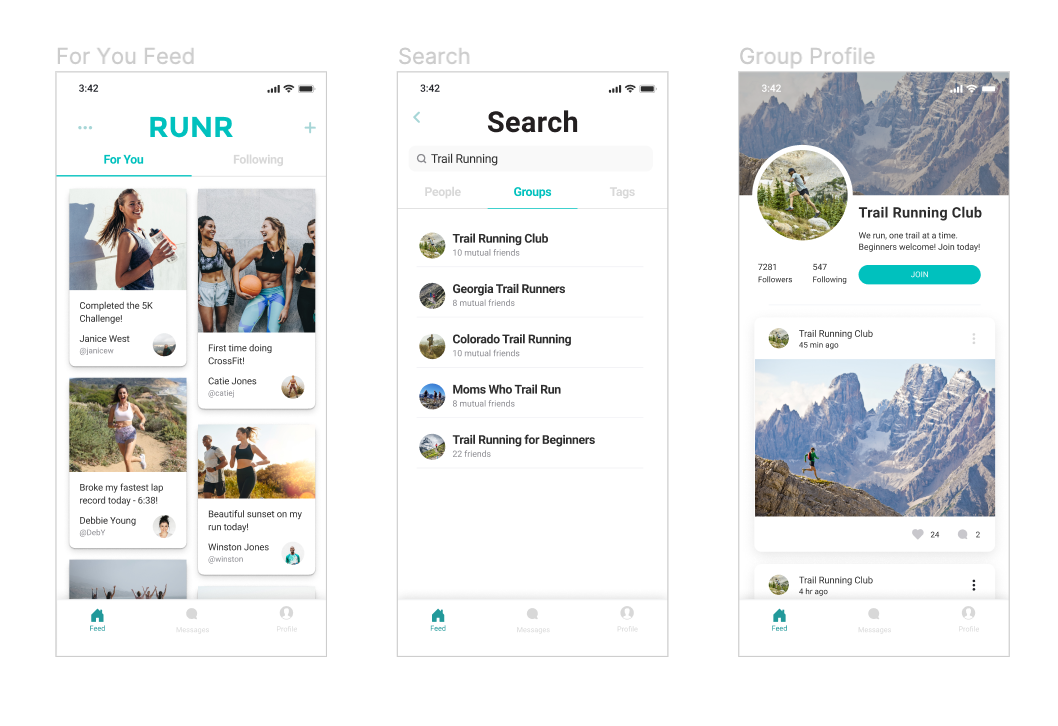 For You Feed
3:42
RUNR
For You
Following
Completed the 5K
Challenge!
Janice West
@janicew
First time doing
CrossFit!
Catie Jones
@catiej
Broke my fastest lap
record today - 6:38!
Debbie Young
@DebY
Beautiful sunset on my
run today!
Winston Jones
@winston
Feed
Messages
Profile
Search
3:42
Search
Trail Running
People
Groups
Tags
Trail Running Club
10 mutual friends
Georgia Trail Runners
8 mutual friends
Colorado Trail Running
10 mutual friends
Moms Who Trail Run
8 mutual friends
Trail Running for Beginners
22 friends
Feed
Messages
Profile
Group Profile
3:42
Trail Running Club
We run, one trail at a time.
Beginners welcome! Join today!
7281
Followers
547
Following
JOIN
Trail Running Club
45 min ago
24
2
Trail Running Club
4 hr ago
Feed
Messages
Profile